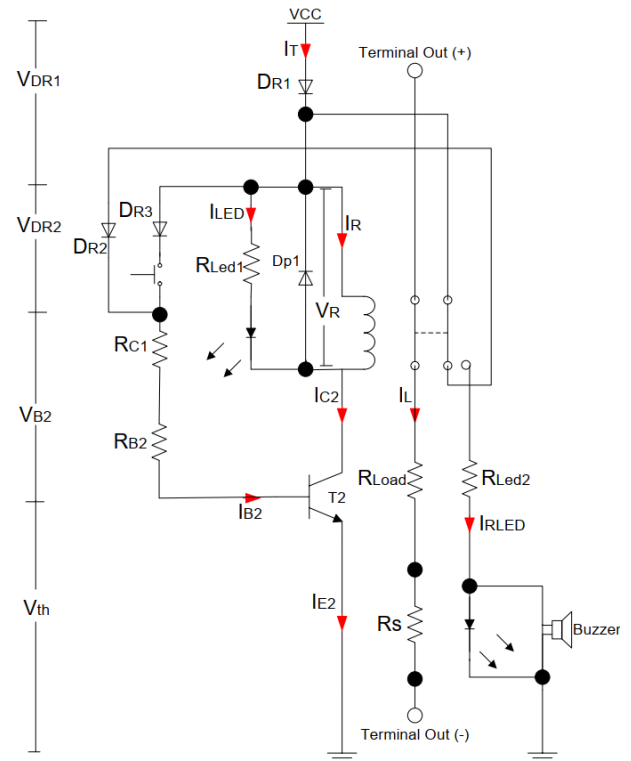 VCC
IT
Terminal Out (+)
VDR1
DR1
DR3
ILED
IR
VDR2
DR2
RLed1
Dp1
VR
RC1
IC2
IL
VB2
RB2
RLoad
RLed2
T2
IB2
IRLED
IE2
Vth
Rs
Buzzer
Terminal Out (-)